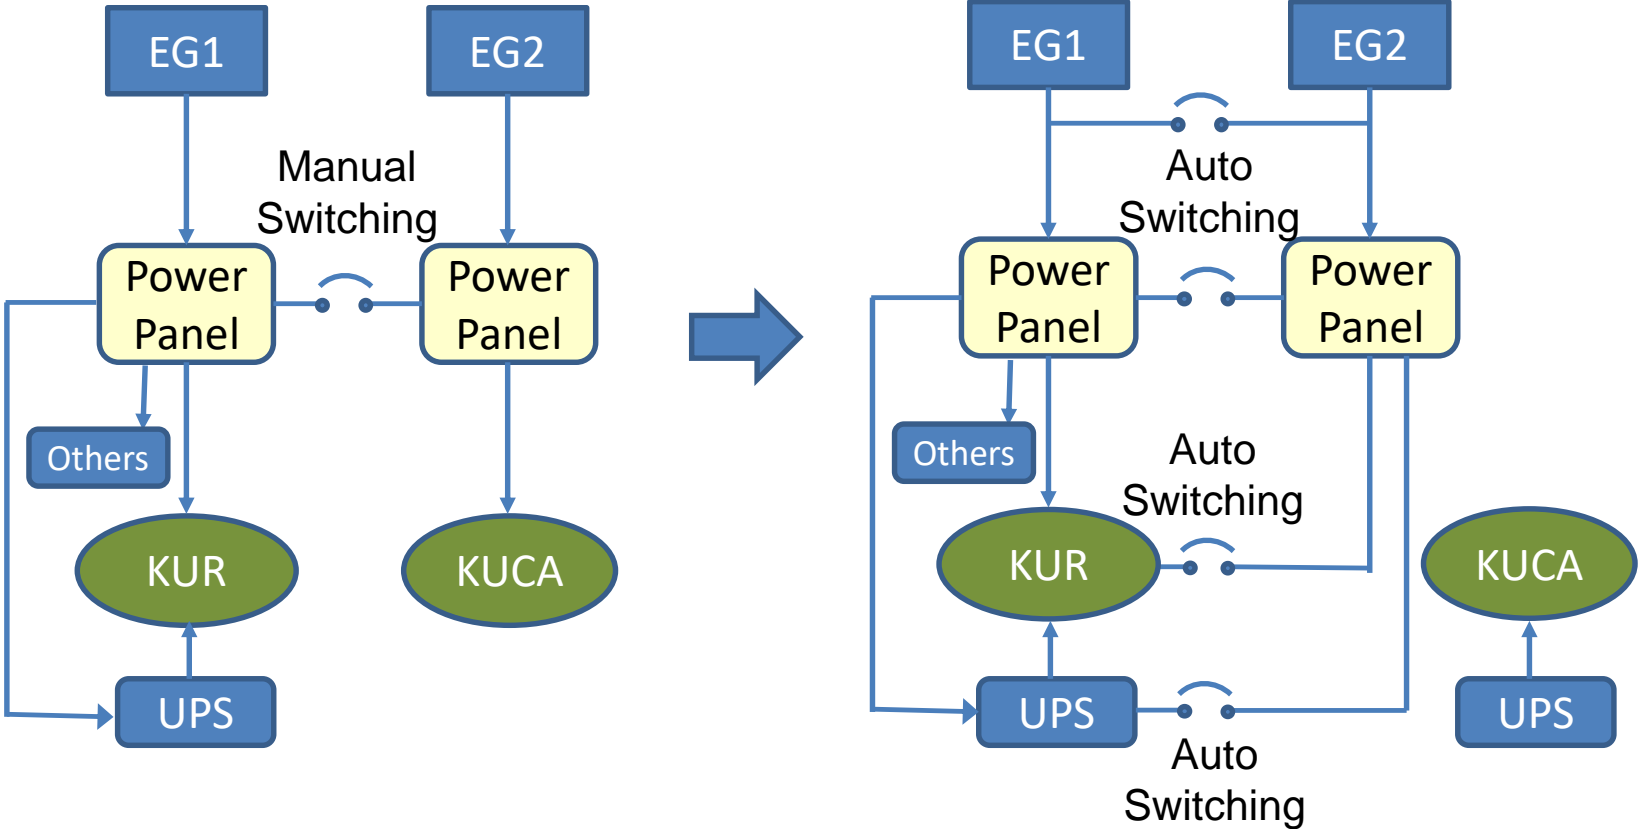 EG1
EG2
Manual
Switching
Power
Panel
Power
Panel
Others
KUR
KUCA
UPS
EG1
EG2
Auto
Switching
Power
Panel
Power
Panel
Others
Auto
Switching
KUR
KUCA
UPS
UPS
Auto
Switching